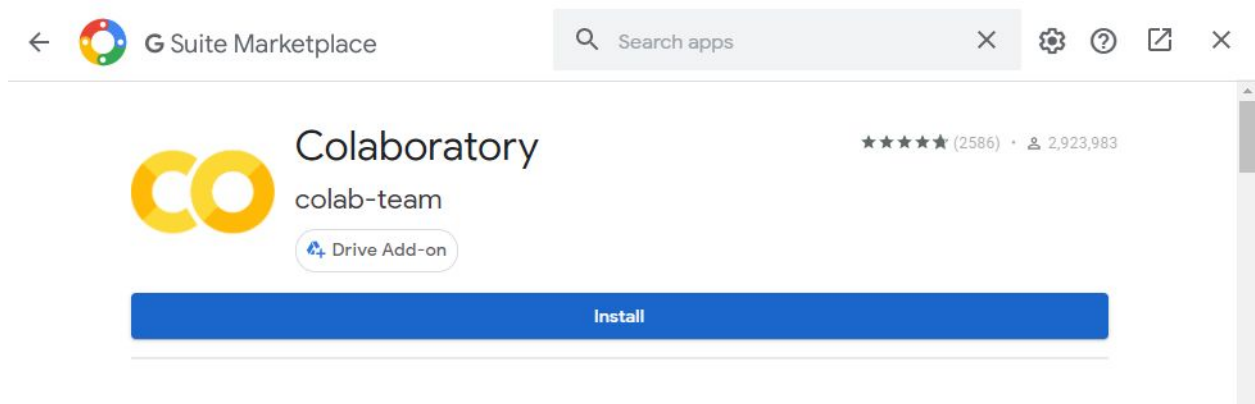 G Suite Marketplace
Search apps
Colaboratory
(2586) · 2,923,983
colab-team
Drive Add-on
Install